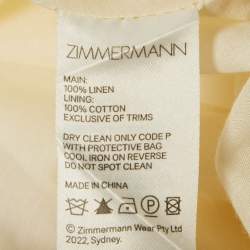 ZIMMERMANN
MAIN:
100% LINEN
LINING:
100% COTTON
EXCLUSIVE OF TRIMS
DRY CLEAN ONLY CODE P
WITH PROTECTIVE BAG
COOL IRON ON REVERSE
DO NOT SPOT CLEAN
MADE IN CHINA
P
© Zimmermann Wear Pty Ltd
2022, Sydney.